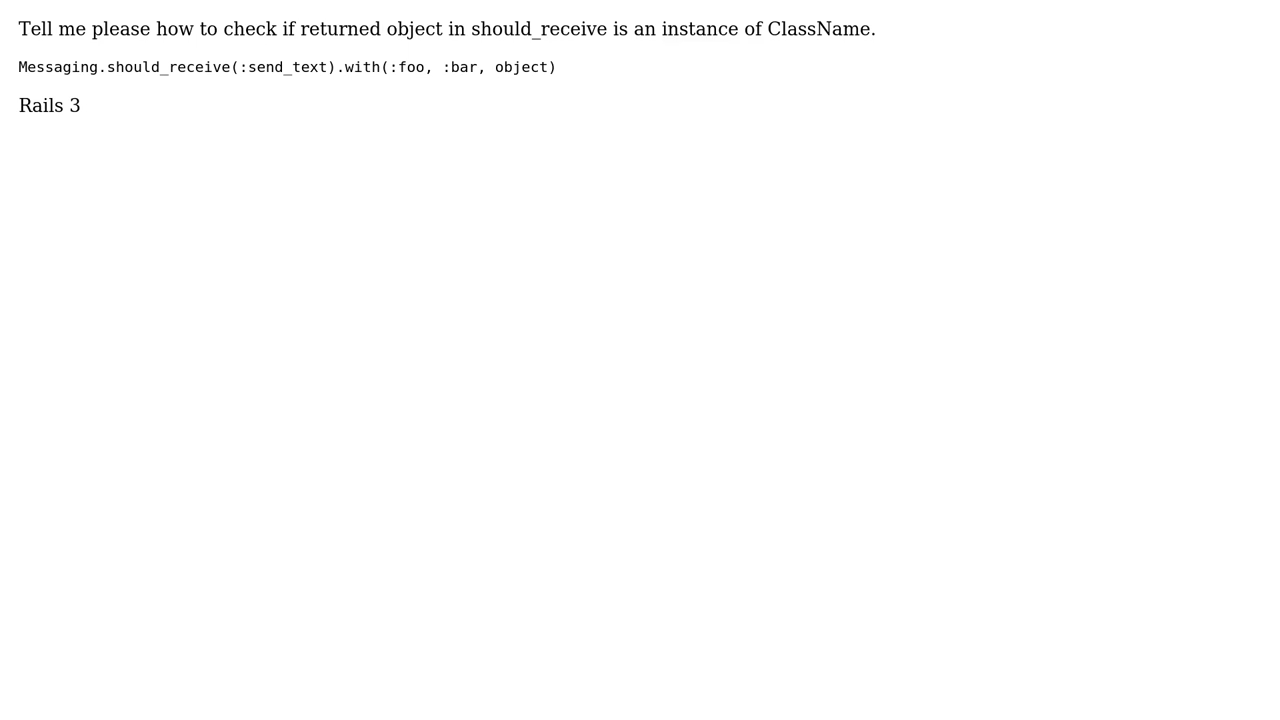 Tell me please how to check if returned object in should_receive is an instance of ClassName.
Messaging.should_receive(:send_text).with(:foo, :bar, object)
Rails 3